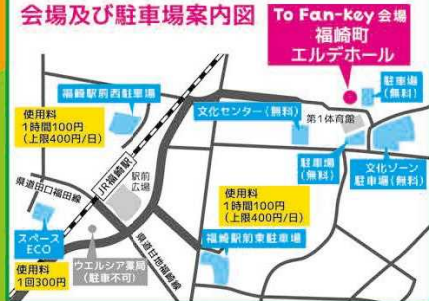 会場及び駐車場案内図
To Fan-key 会場
福崎町
エルデホール
福崎駅前西駐車場
使用料
1時間100円
(上限400円/日)
文化センター(無料)
第1体育館
駐車場
(無料)
駐車場
(無料)
文化ゾーン
駐車場(無料)
JR福崎駅
駅前
広場
県道田口福田線
使用料
1時間100円
(上限400円/日)
福崎駅前東駐車場
スペース
ECO
使用料
1回300円
ウエルシア薬局
(駐車不可)
県道甘地福崎線